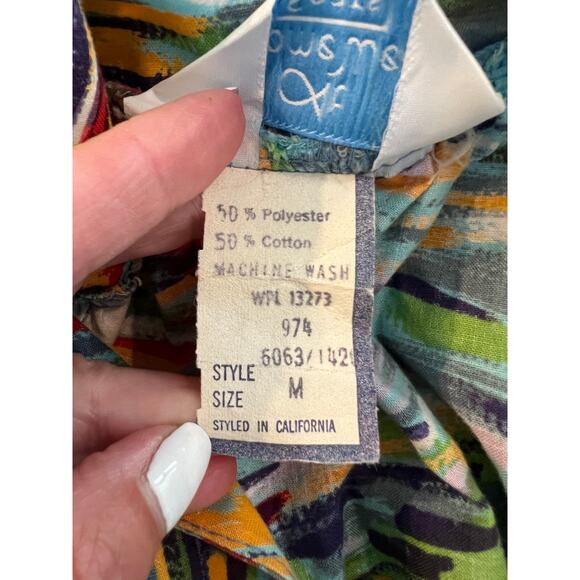 50 % Polyester
50 % Cotton
MACHINE WASH
WPL 13273
974
6063/142
STYLE
SIZE M
STYLED IN CALIFORNIA